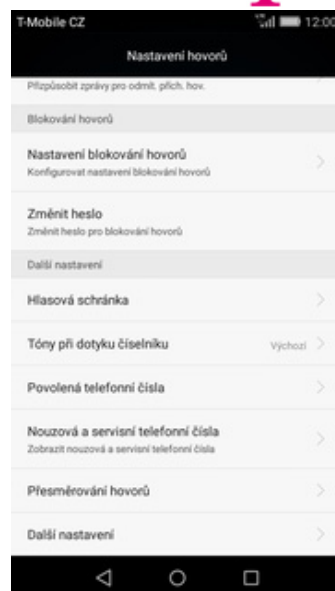 T-Mobile CZ 12:00
Nastavení hovorů
Přizpůsobit zprávy pro odmít. přích. hov.
Blokování hovorů
Nastavení blokování hovorů
Konfigurovat nastavení blokování hovorů
Změnit heslo
Změnit heslo pro blokování hovorů
Další nastavení
Hlasová schránka
Tóny při dotyku číselníku Výchozí
Povolená telefonní čísla
Nouzová a servisní telefonní čísla
Zobrazit nouzová a servisní telefonní čísla
Přesměrování hovorů
Další nastavení